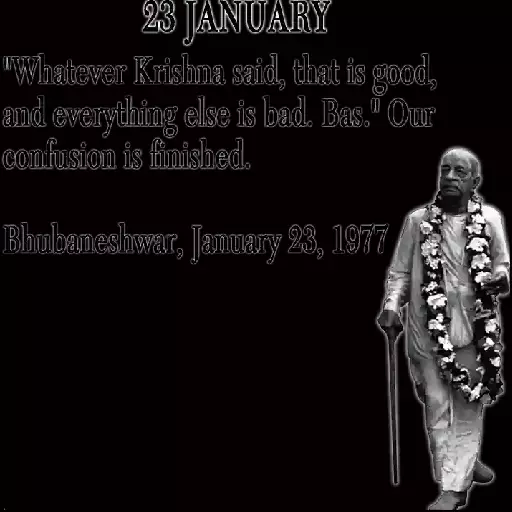 23 JANUARY
"Whatever Krishna said, that is good,
and everything else is bad. Bas." Our
confusion is finished.
Bhubaneshwar, January 23, 1977